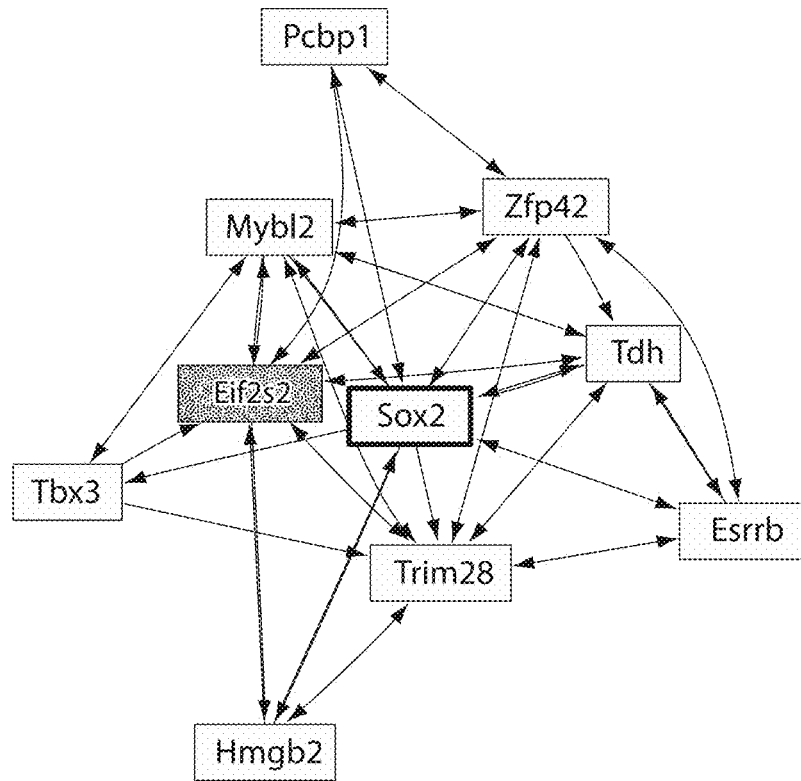 Pcbp1
Zfp42
Mybl2
Tdh
Eif2s2
Sox2
Tbx3
Esrrb
Trim28
Hmgb2